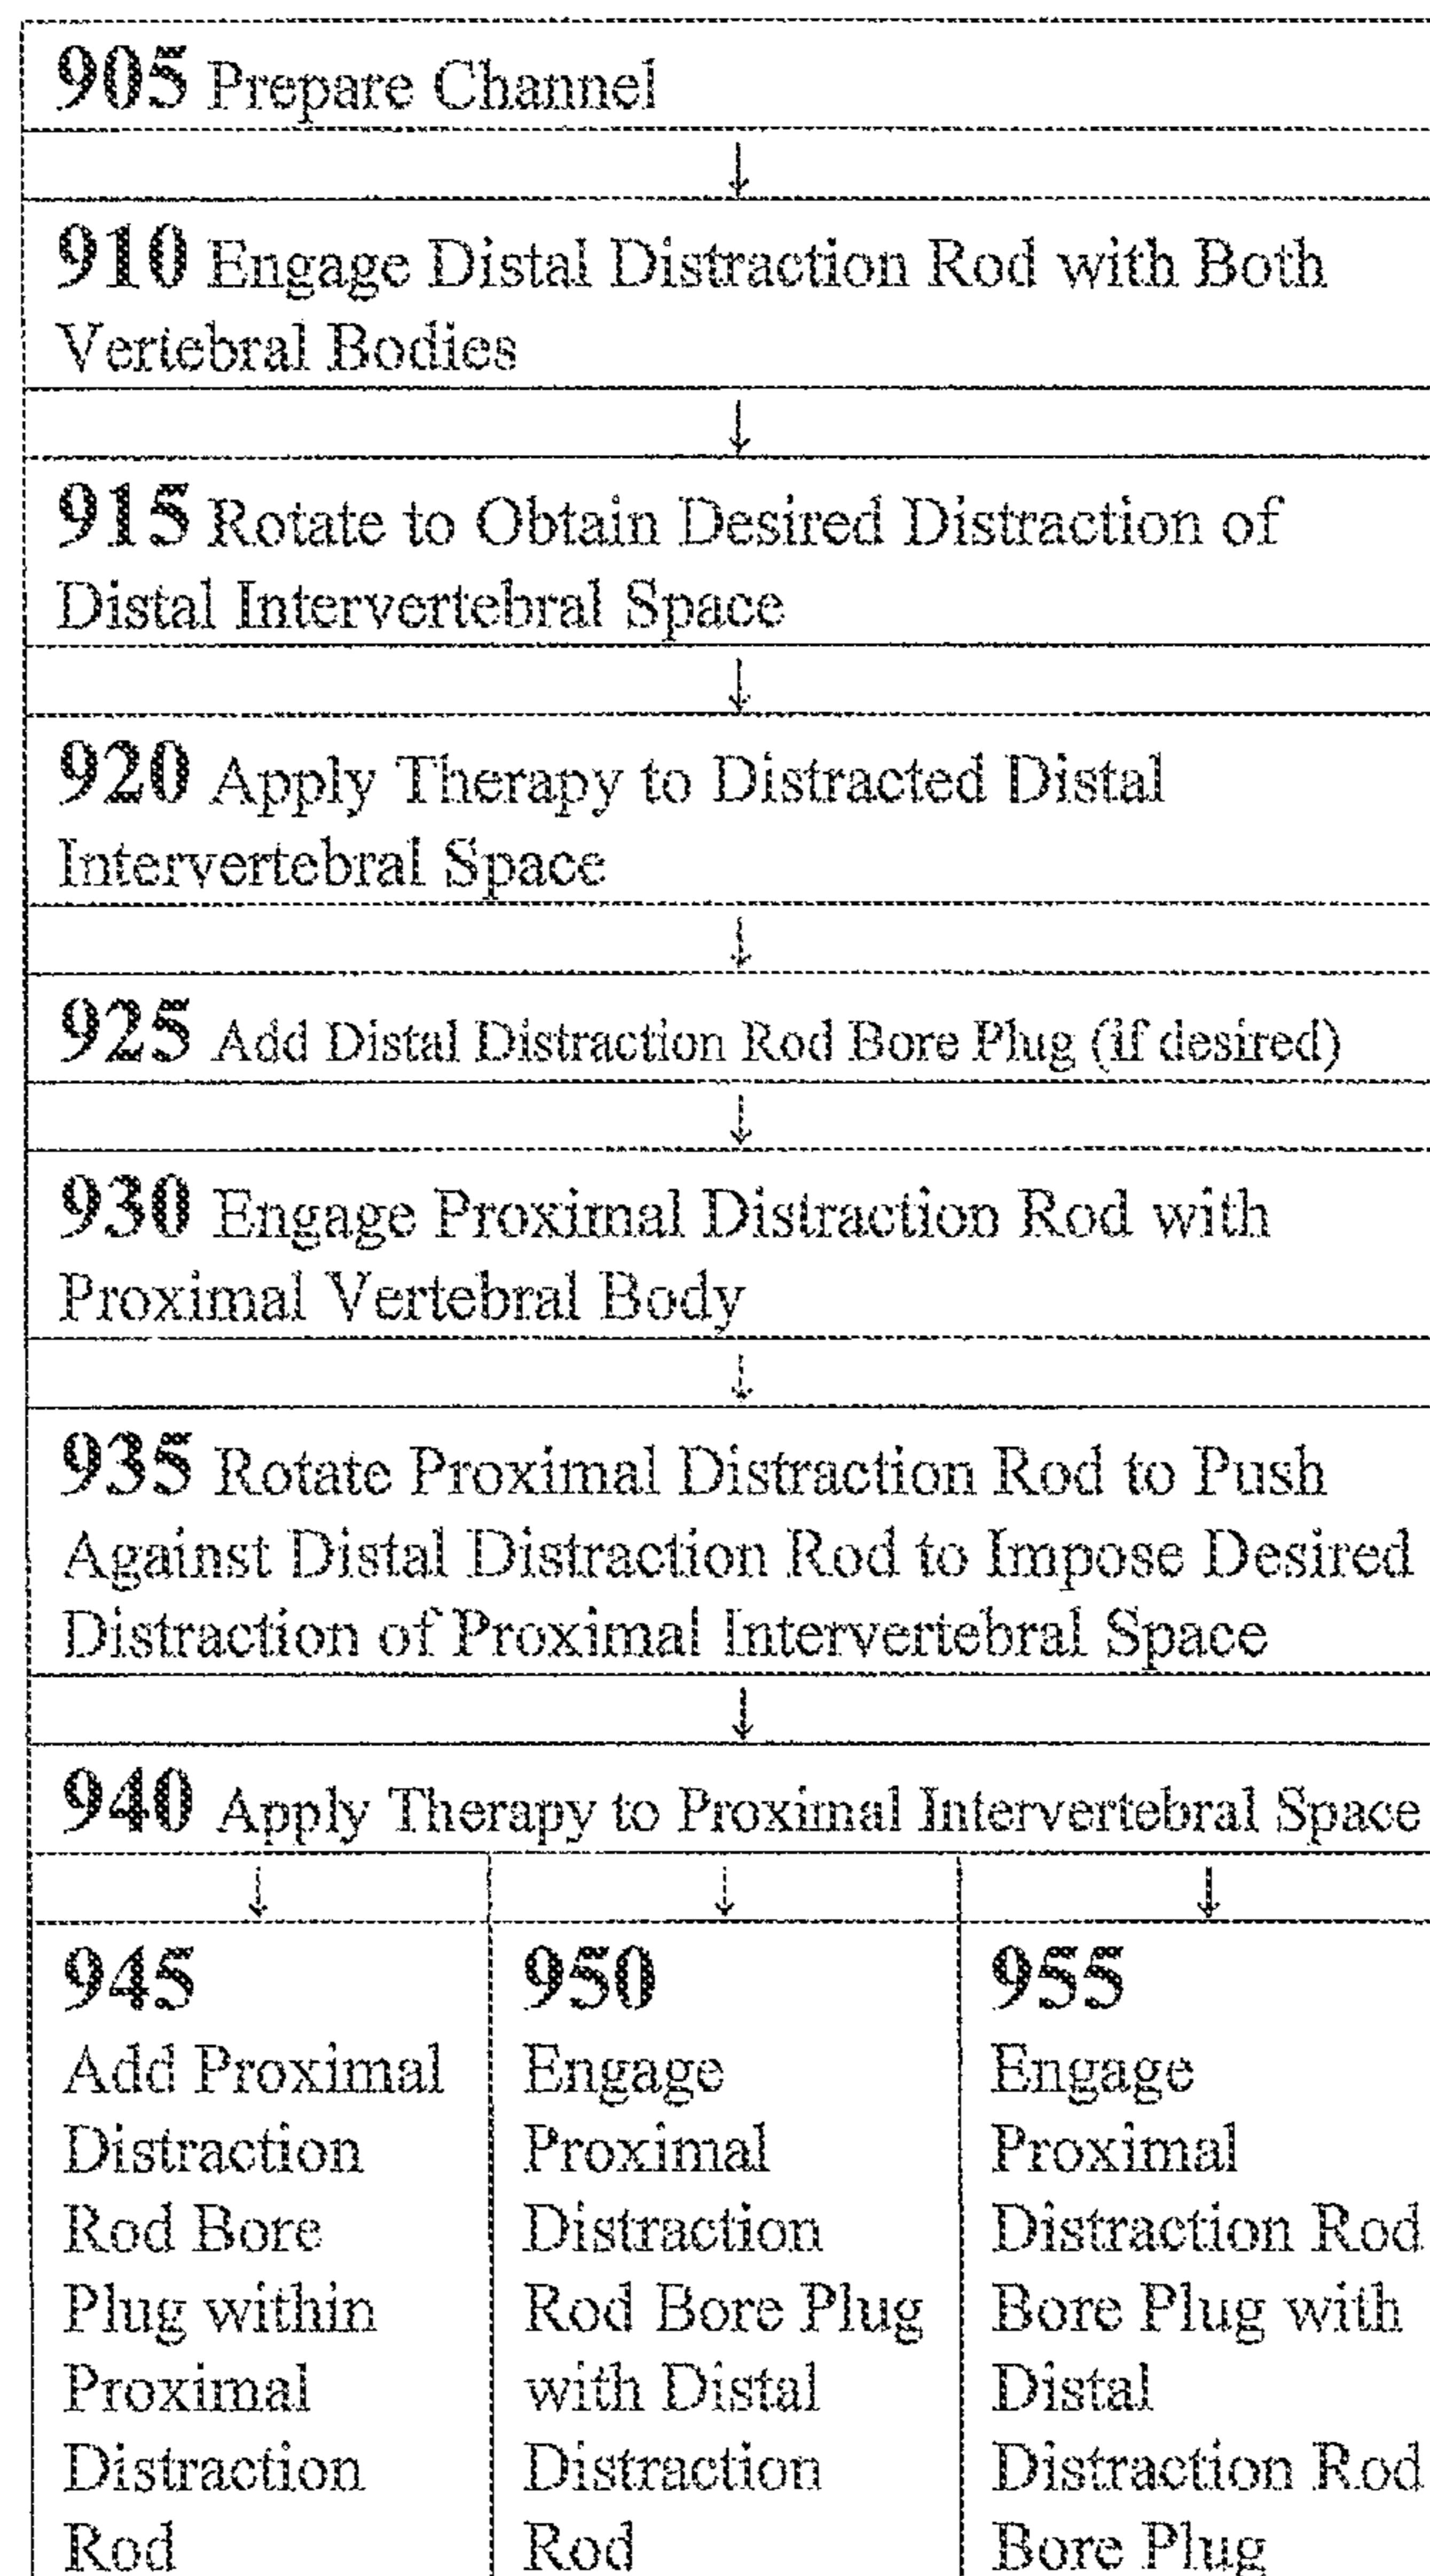 905 Prepare Channel
↓
910 Engage Distal Distraction Rod with Both
Vertebral Bodies
↓
915 Rotate to Obtain Desired Distraction of
Distal Intervertebral Space
↓
920 Apply Therapy to Distracted Distal
Intervertebral Space
↓
925 Add Distal Distraction Rod Bore Plug (if desired)
↓
930 Engage Proximal Distraction Rod with
Proximal Vertebral Body
↓
935 Rotate Proximal Distraction Rod to Push
Against Distal Distraction Rod to Impose Desired
Distraction of Proximal Intervertebral Space
↓
940 Apply Therapy to Proximal Intervertebral Space
↓ ↓ ↓
945
Add Proximal
Distraction
Rod Bore
Plug within
Proximal
Distraction
Rod
950
Engage
Proximal
Distraction
Rod Bore Plug
with Distal
Distraction
Rod
955
Engage
Proximal
Distraction Rod
Bore Plug with
Distal
Distraction Rod
Bore Plug